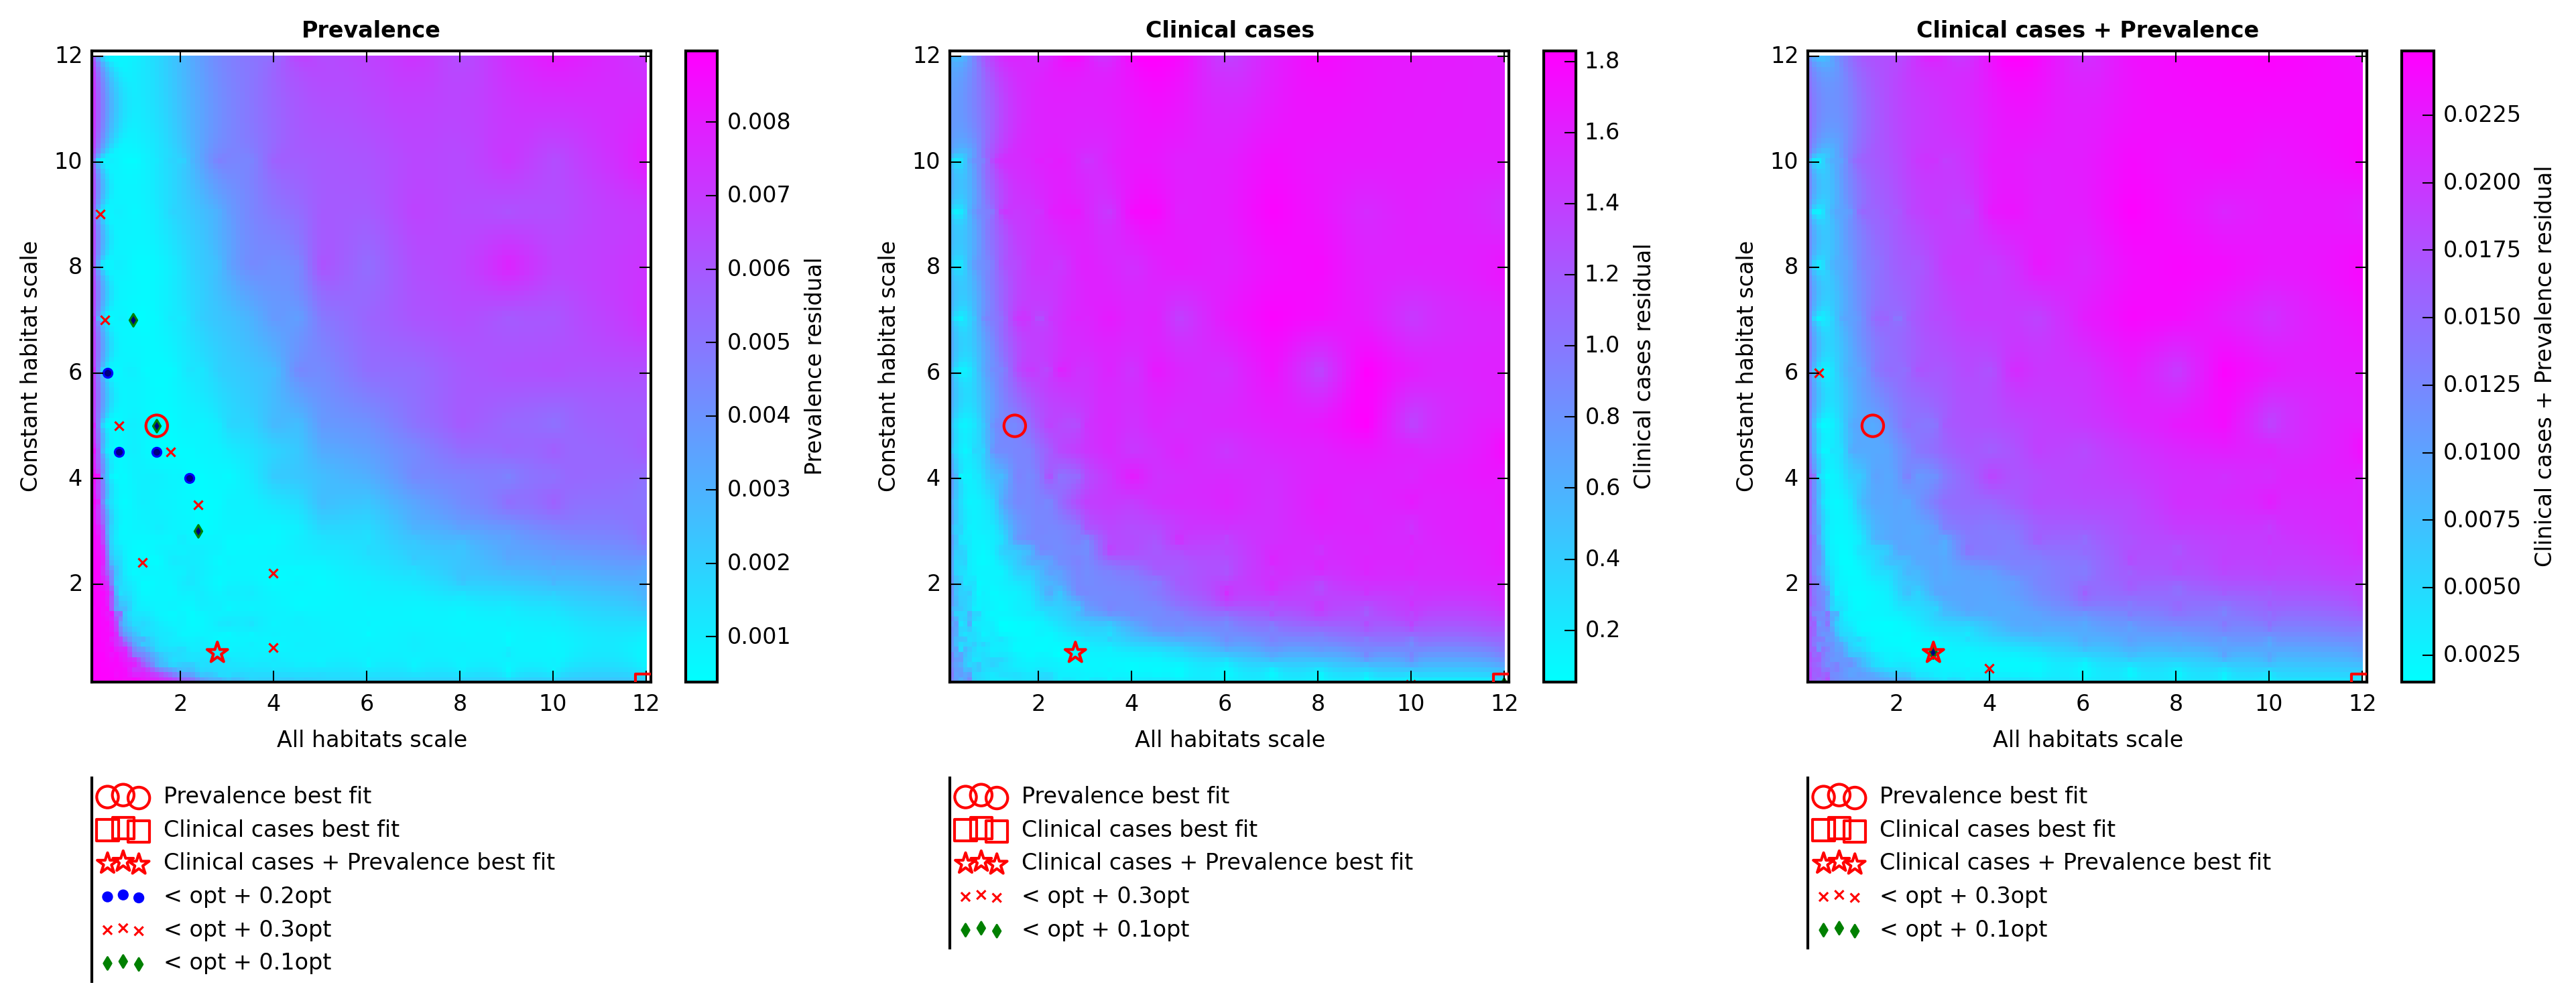 Prevalence
12
10
8
6
4
2
Constant habitat scale
2 4 6 8 10 12
All habitats scale
0.008
0.007
0.006
0.005
0.004
0.003
0.002
0.001
Prevalence residual
Prevalence best fit
Clinical cases best fit
Clinical cases + Prevalence best fit
< opt + 0.2opt
< opt + 0.3opt
< opt + 0.1opt
Clinical cases
12
10
8
6
4
2
Constant habitat scale
2 4 6 8 10 12
All habitats scale
1.8
1.6
1.4
1.2
1.0
0.8
0.6
0.4
0.2
Clinical cases residual
Prevalence best fit
Clinical cases best fit
Clinical cases + Prevalence best fit
< opt + 0.3opt
< opt + 0.1opt
Clinical cases + Prevalence
12
10
8
6
4
2
Constant habitat scale
2 4 6 8 10 12
All habitats scale
0.0225
0.0200
0.0175
0.0150
0.0125
0.0100
0.0075
0.0050
0.0025
Clinical cases + Prevalence residual
Prevalence best fit
Clinical cases best fit
Clinical cases + Prevalence best fit
< opt + 0.3opt
< opt + 0.1opt